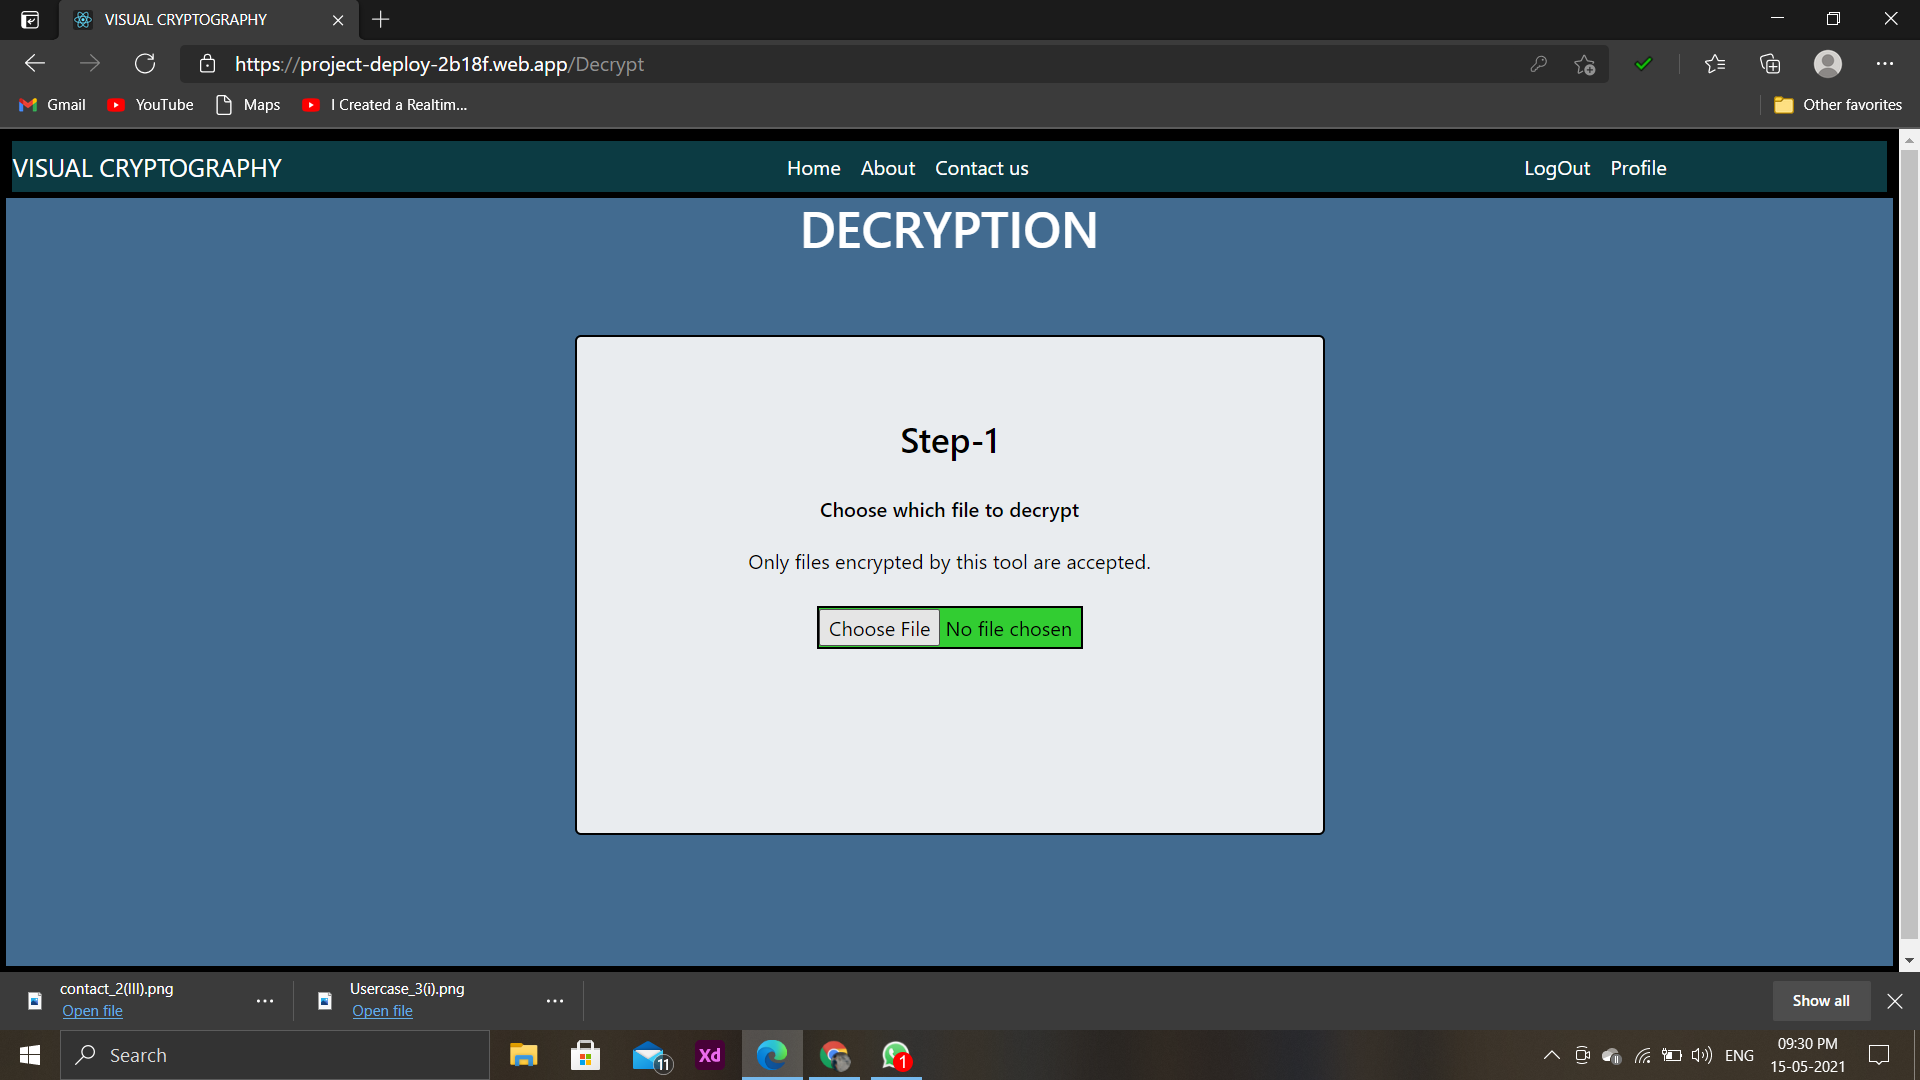 VISUAL CRYPTOGRAPHY
https://project-deploy-2b18f.web.app/Decrypt
Gmail
YouTube
Maps
I Created a Realtim...
Other favorites
VISUAL CRYPTOGRAPHY
Home About Contact us
LogOut Profile
DECRYPTION
Step-1
Choose which file to decrypt
Only files encrypted by this tool are accepted.
Choose File No file chosen
contact_2(III).png
Open file
Usercase_3(i).png
Open file
Show all
Search
11
Xd
1
ENG
09:30 PM
15-05-2021